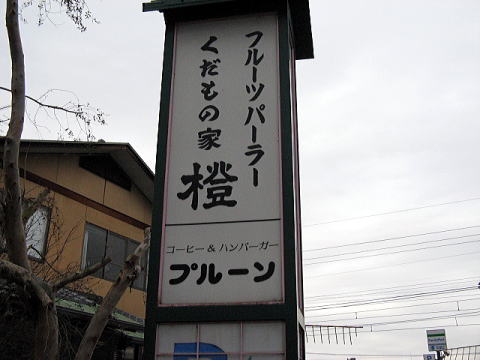 フルーツパーラー
くだもの家
橙
コーヒー & ハンバーガー
プルーン